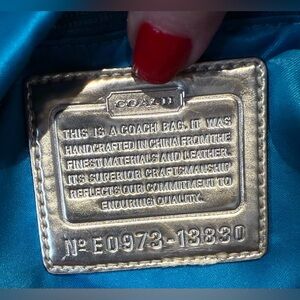 COACH
THIS IS A COACH BAG. IT WAS
HANDCRAFTED IN CHINA FROM THE
FINEST MATERIALS AND LEATHER.
ITS SUPERIOR CRAFTSMANSHIP
REFLECTS OUR COMMITMENT TO
ENDURING QUALITY.
Nº E0973-13830